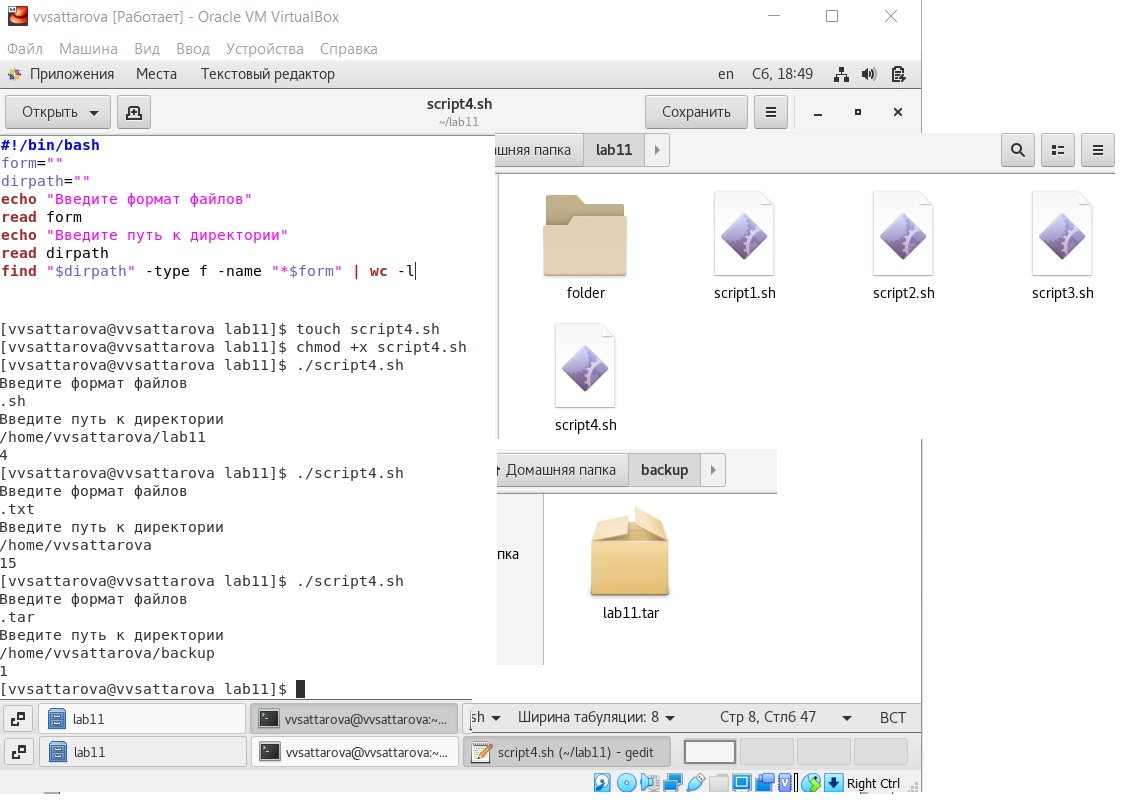 vvsattarova [Работает] - Oracle VM VirtualBox
Файл Машина Вид Ввод Устройства Справка
Приложения Места Текстовый редактор en Сб, 18:49
Открыть script4.sh Сохранить
~/lab11
#!/bin/bash
form=""
dirpath=""
echo "Введите формат файлов"
read form
echo "Введите путь к директории"
read dirpath
find "$dirpath" -type f -name "*$form" | wc -l
[vvsattarova@vvsattarova lab11]$ touch script4.sh
[vvsattarova@vvsattarova lab11]$ chmod +x script4.sh
[vvsattarova@vvsattarova lab11]$ ./script4.sh
Введите формат файлов
.sh
Введите путь к директории
/home/vvsattarova/lab11
4
[vvsattarova@vvsattarova lab11]$ ./script4.sh
Введите формат файлов
.txt
Введите путь к директории
/home/vvsattarova
15
[vvsattarova@vvsattarova lab11]$ ./script4.sh
Введите формат файлов
.tar
Введите путь к директории
/home/vvsattarova/backup
1
[vvsattarova@vvsattarova lab11]$
шняя папка lab11
folder script1.sh script2.sh script3.sh
script4.sh
Домашняя папка backup
пка
lab11.tar
lab11 vvsattarova@vvsattarova:~... sh Ширина табуляции: 8 Стр 8, Стлб 47 ВСТ
lab11 vvsattarova@vvsattarova:~... script4.sh (~/lab11) - gedit
Right Ctrl